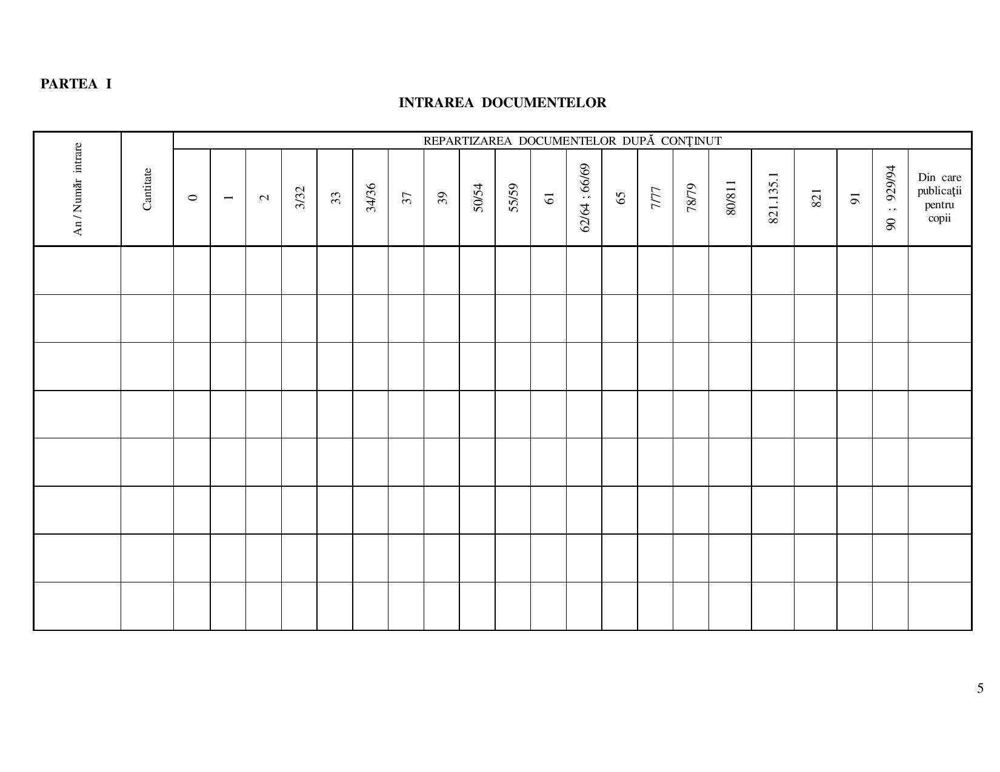 PARTEA I
INTRAREA DOCUMENTELOR
An / Număr intrare
Cantitate
REPARTIZAREA DOCUMENTELOR DUPĂ CONŢINUT
0
1
2
3/32
33
34/36
37
39
50/54
55/59
61
62/64 ; 66/69
65
7/77
78/79
80/811
821.135.1
821
91
90 ; 929/94
Din care
publicaţii
pentru
copii
5